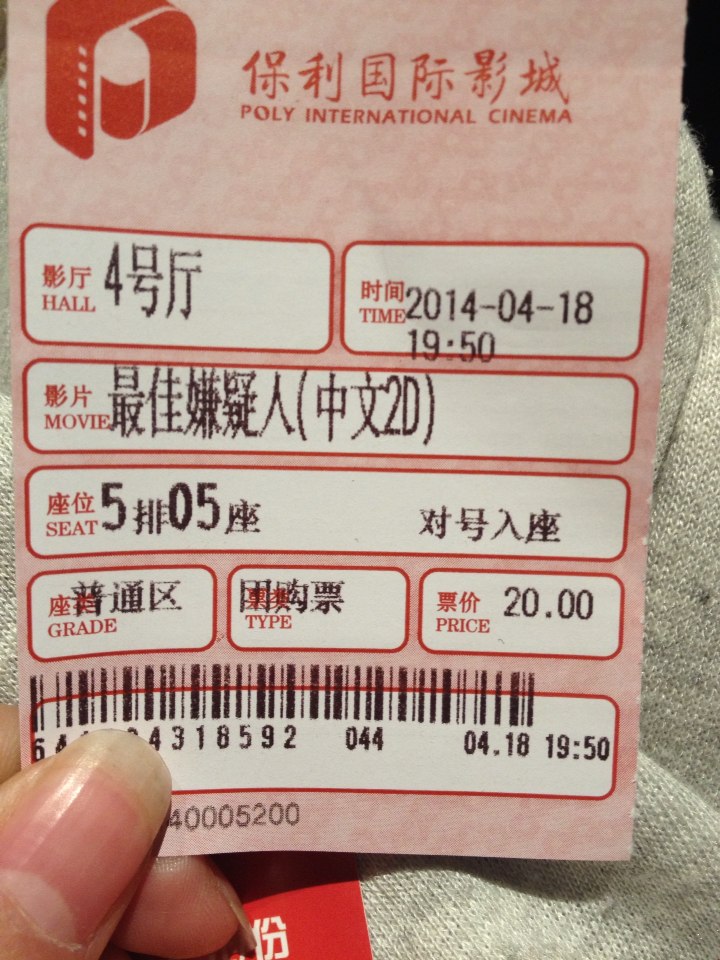 保利国际影城
POLY INTERNATIONAL CINEMA
影厅 4号厅
HALL
时间
TIME 2014-04-18
19:50
影片 最佳嫌疑人(中文2D)
MOVIE
座位 5排05座 对号入座
SEAT
普通区
GRADE
团购票
TYPE
票价 20.00
PRICE
4318592 044 04.18 19:50
40005200
份